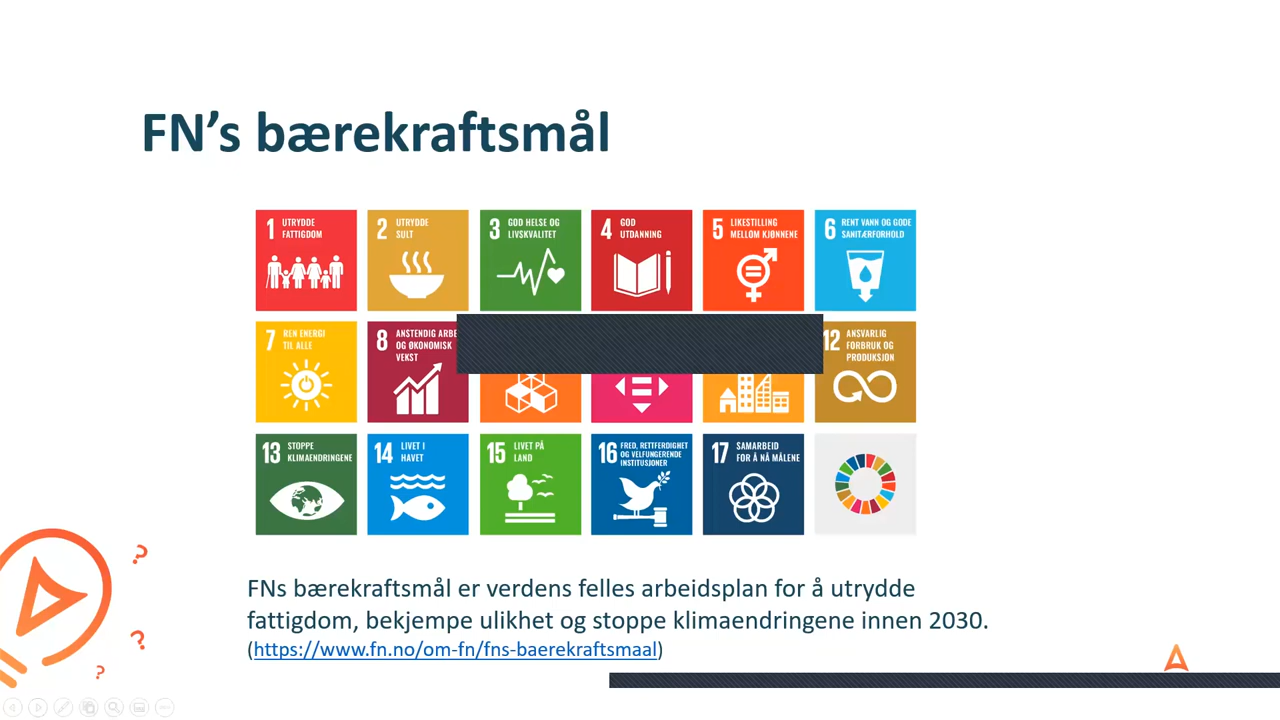 FN's bærekraftsmål
1 UTRYDDE
FATTIGDOM
2 UTRYDDE
SULT
3 GOD HELSE OG
LIVSKVALITET
4 GOD
UTDANNING
5 LIKESTILLING
MELLOM KJØNNENE
6 RENT VANN OG GODE
SANITÆRFORHOLD
7 REN ENERGI
TIL ALLE
8 ANSTENDIG ARBE
OG ØKONOMISK
VEKST
12 ANSVARLIG
FORBRUK OG
PRODUKSJON
13 STOPPE
KLIMAENDRINGENE
14 LIVET I
HAVET
15 LIVET PÅ
LAND
16 FRED, RETTFERDIGHET
OG VELFUNGERENDE
INSTITUSJONER
17 SAMARBEID
FOR Å NÅ MÅLENE
? 
FNs bærekraftsmål er verdens felles arbeidsplan for å utrydde
fattigdom, bekjempe ulikhet og stoppe klimaendringene innen 2030.
?
(https://www.fn.no/om-fn/fns-baerekraftsmaal)
?